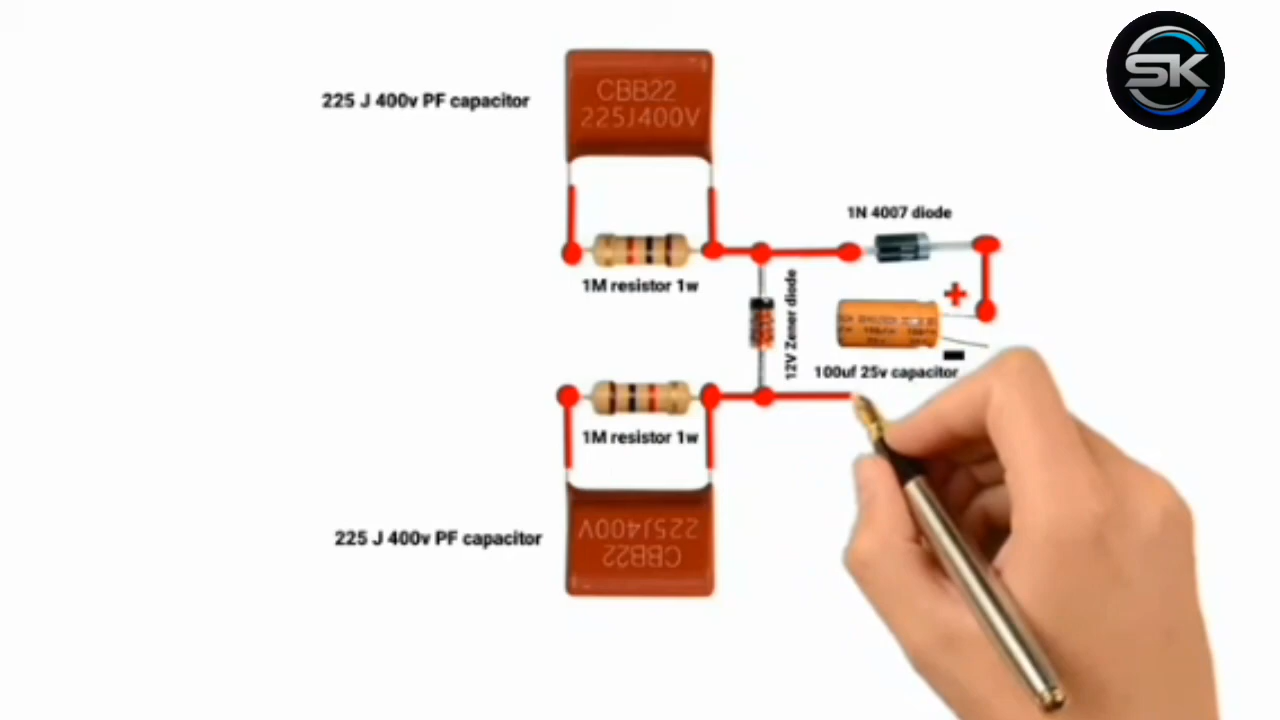 SK
225 J 400v PF capacitor
CBB22
225J400V
1N 4007 diode
1M resistor 1w
12V Zener diode
+
100uf 25v capacitor
1M resistor 1w
225 J 400v PF capacitor
225J400V
CBB22